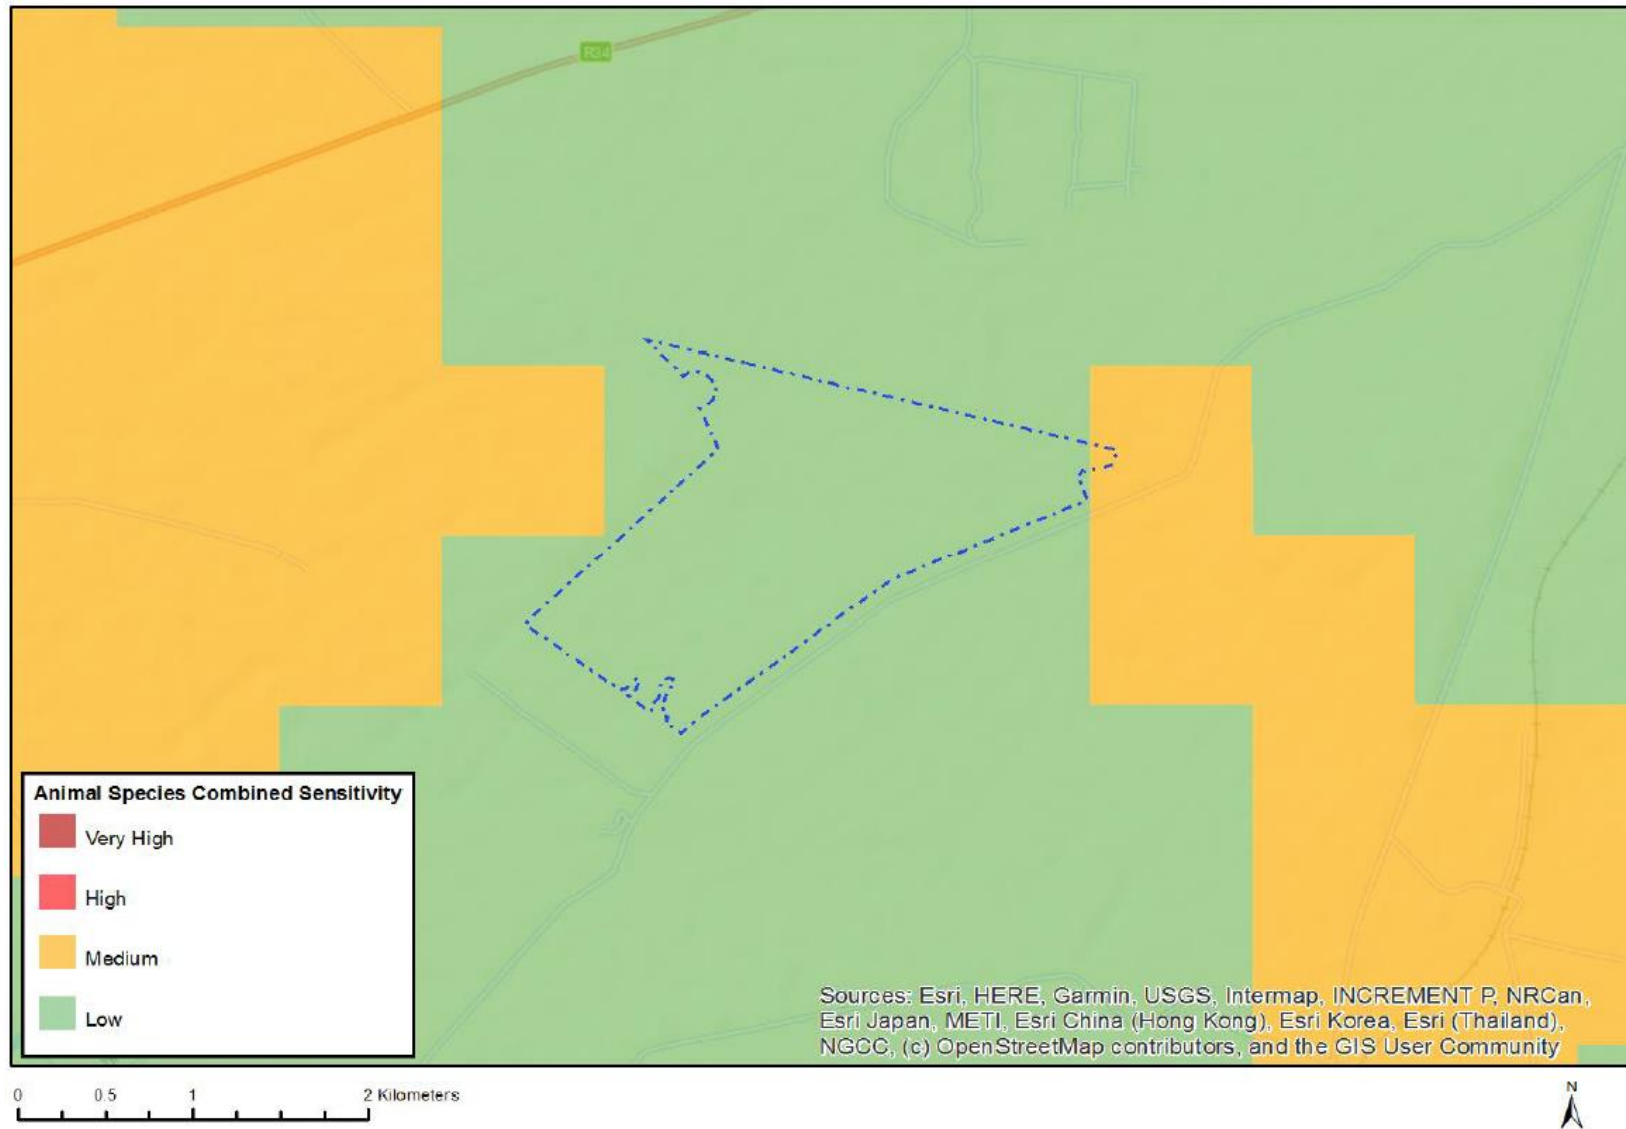 R34
Animal Species Combined Sensitivity
Very High
High
Medium
Low
Sources: Esri, HERE, Garmin, USGS, Intermap, INCREMENT P, NRCan,
Esri Japan, METI, Esri China (Hong Kong), Esri Korea, Esri (Thailand),
NGCC, (c) OpenStreetMap contributors, and the GIS User Community
0 0.5 1 2 Kilometers
N